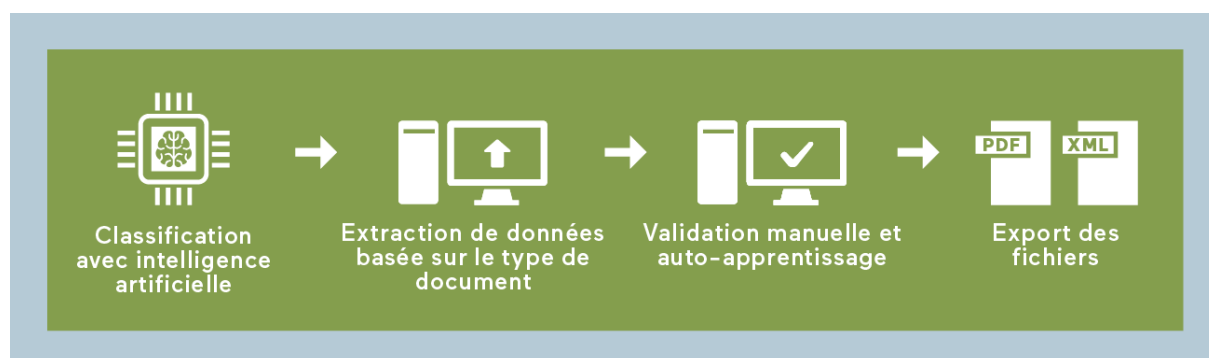 PDF
XML
Classification
avec intelligence
artificielle
Extraction de données
basée sur le type de
document
Validation manuelle et
auto-apprentissage
Export des
fichiers